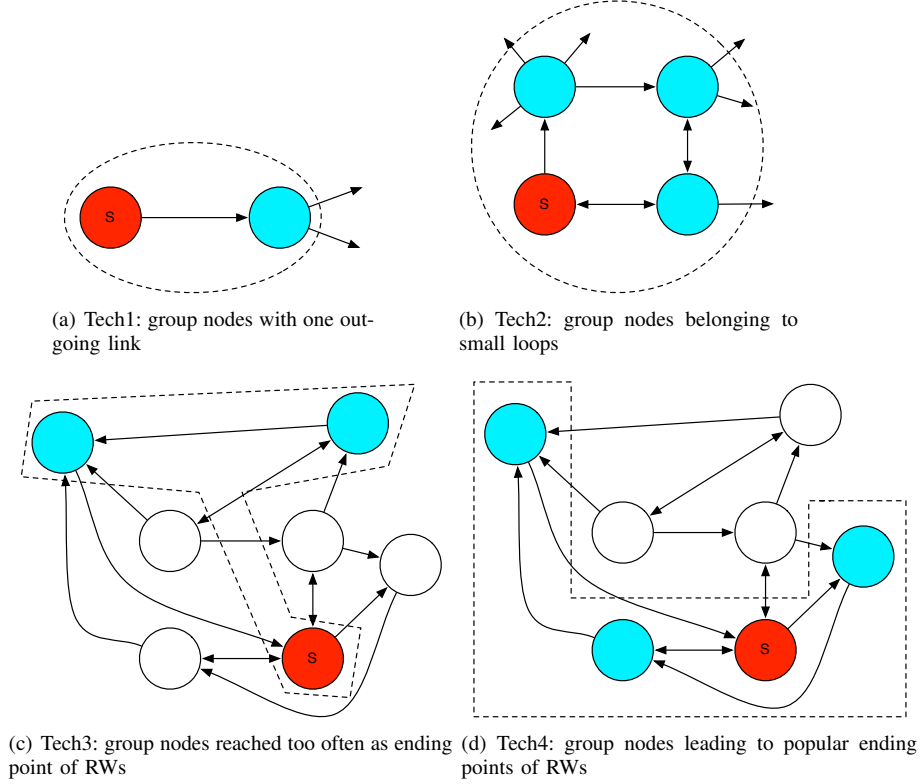 S
S
(a) Tech1: group nodes with one out-
going link
(b) Tech2: group nodes belonging to
small loops
S
S
(c) Tech3: group nodes reached too often as ending
point of RWs
(d) Tech4: group nodes leading to popular ending
points of RWs